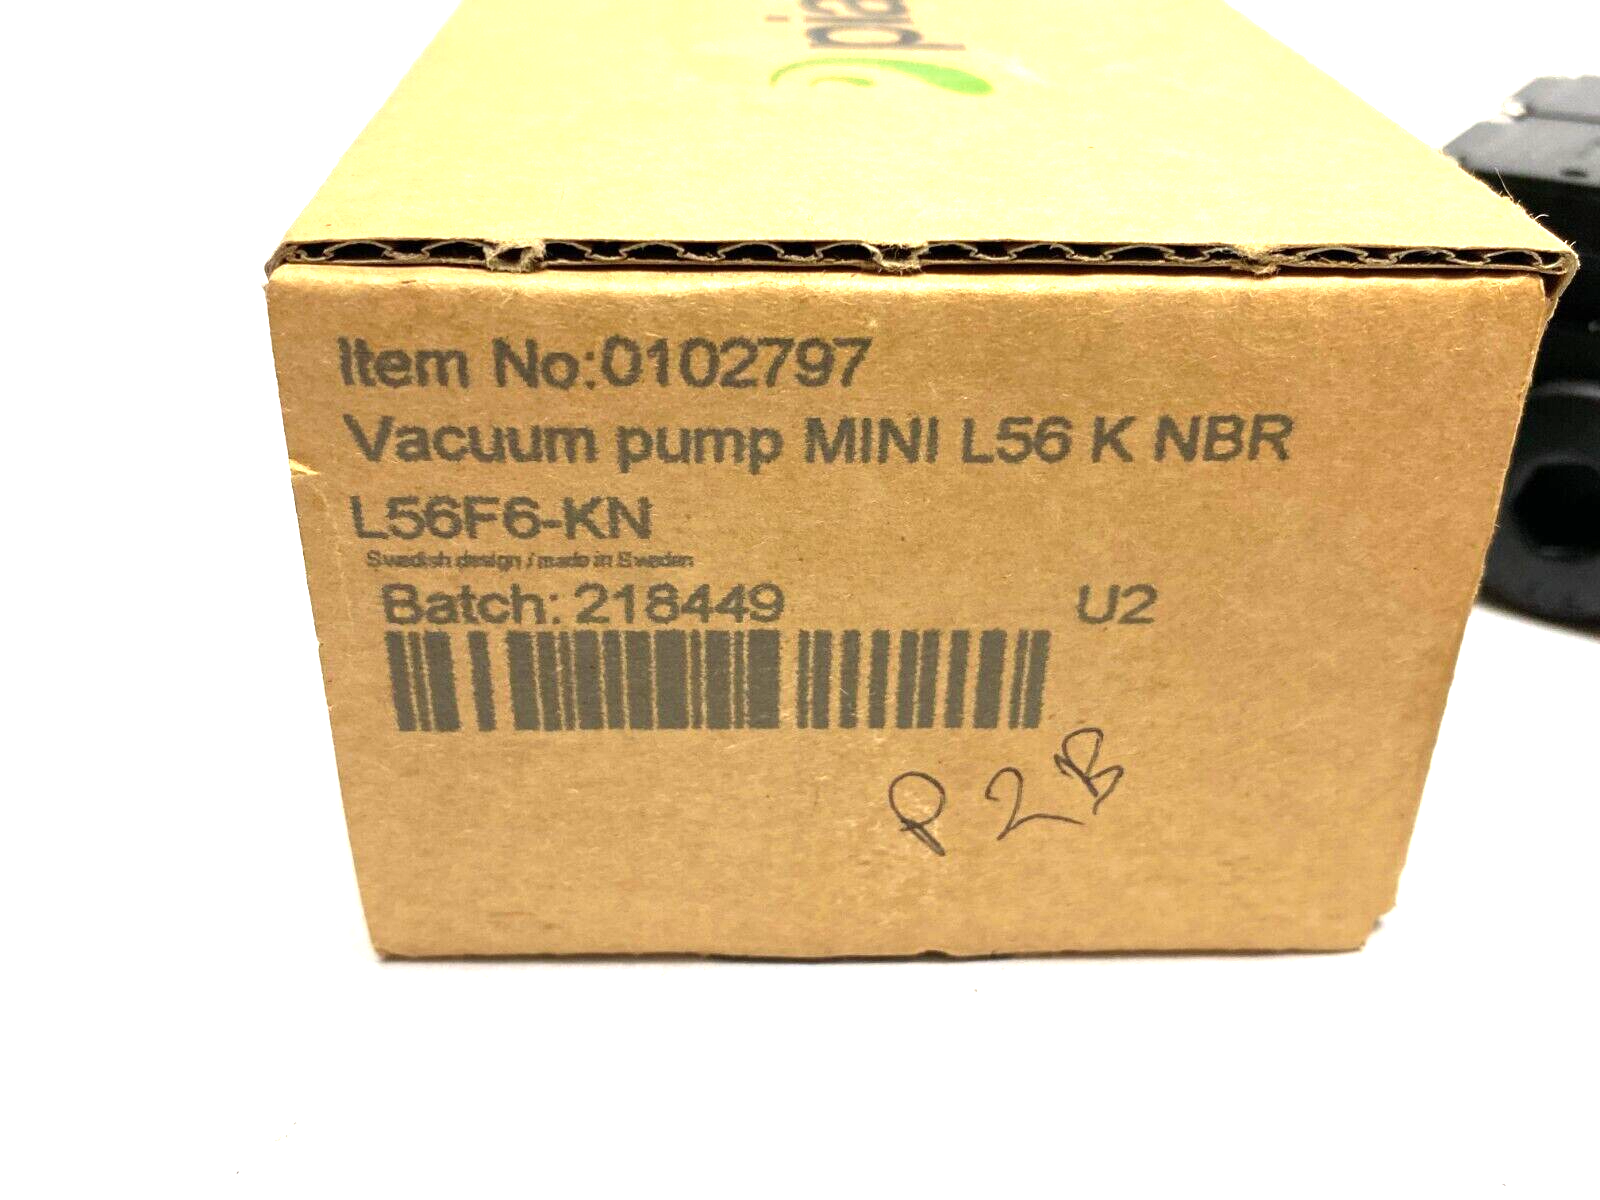 pia
Item No:0102797
Vacuum pump MINI L56 K NBR
L56F6-KN
Swedish design / made in Sweden
Batch: 218449 U2
P2B